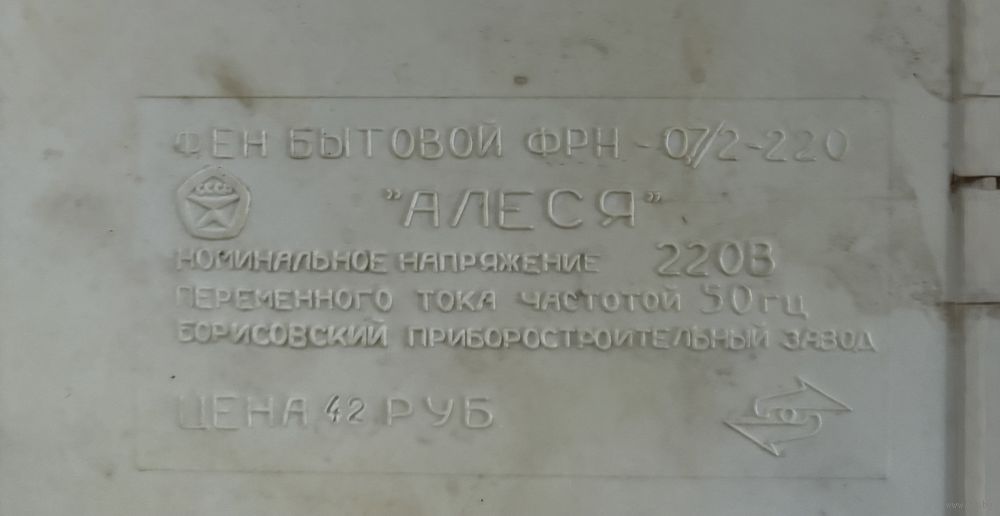 ФЕН БЫТОВОЙ ФРН-07/2-220
"АЛЕСЯ"
НОМИНАЛЬНОЕ НАПРЯЖЕНИЕ 220В
ПЕРЕМЕННОГО ТОКА ЧАСТОТОЙ 50гц
БОРИСОВСКИЙ ПРИБОРОСТРОИТЕЛЬНЫЙ ЗАВОД
ЦЕНА 42 РУБ